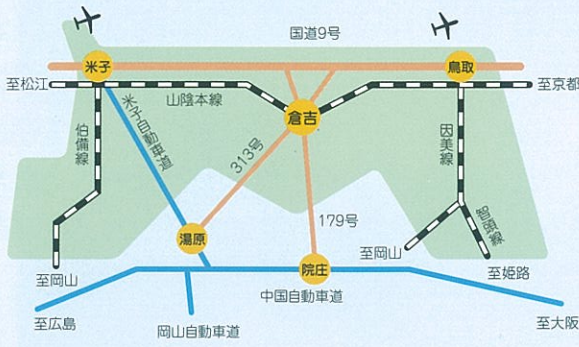 国道9号
米子
鳥取
至松江
至京都
山陰本線
倉吉
伯備線
米子自動車道
因美線
313号
179号
智頭線
湯原
至岡山
至岡山
院庄
至姫路
中国自動車道
至広島
岡山自動車道
至大阪